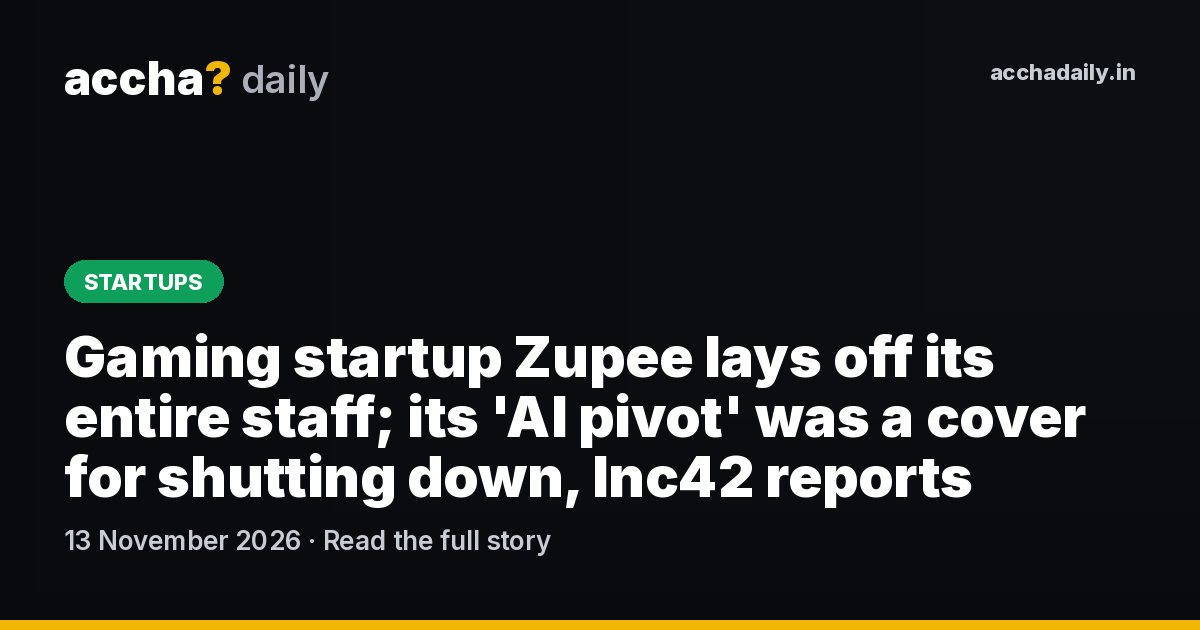 accha? daily
acchadaily.in
STARTUPS
Gaming startup Zupee lays off its
entire staff; its 'AI pivot' was a cover
for shutting down, Inc42 reports
13 November 2026 · Read the full story